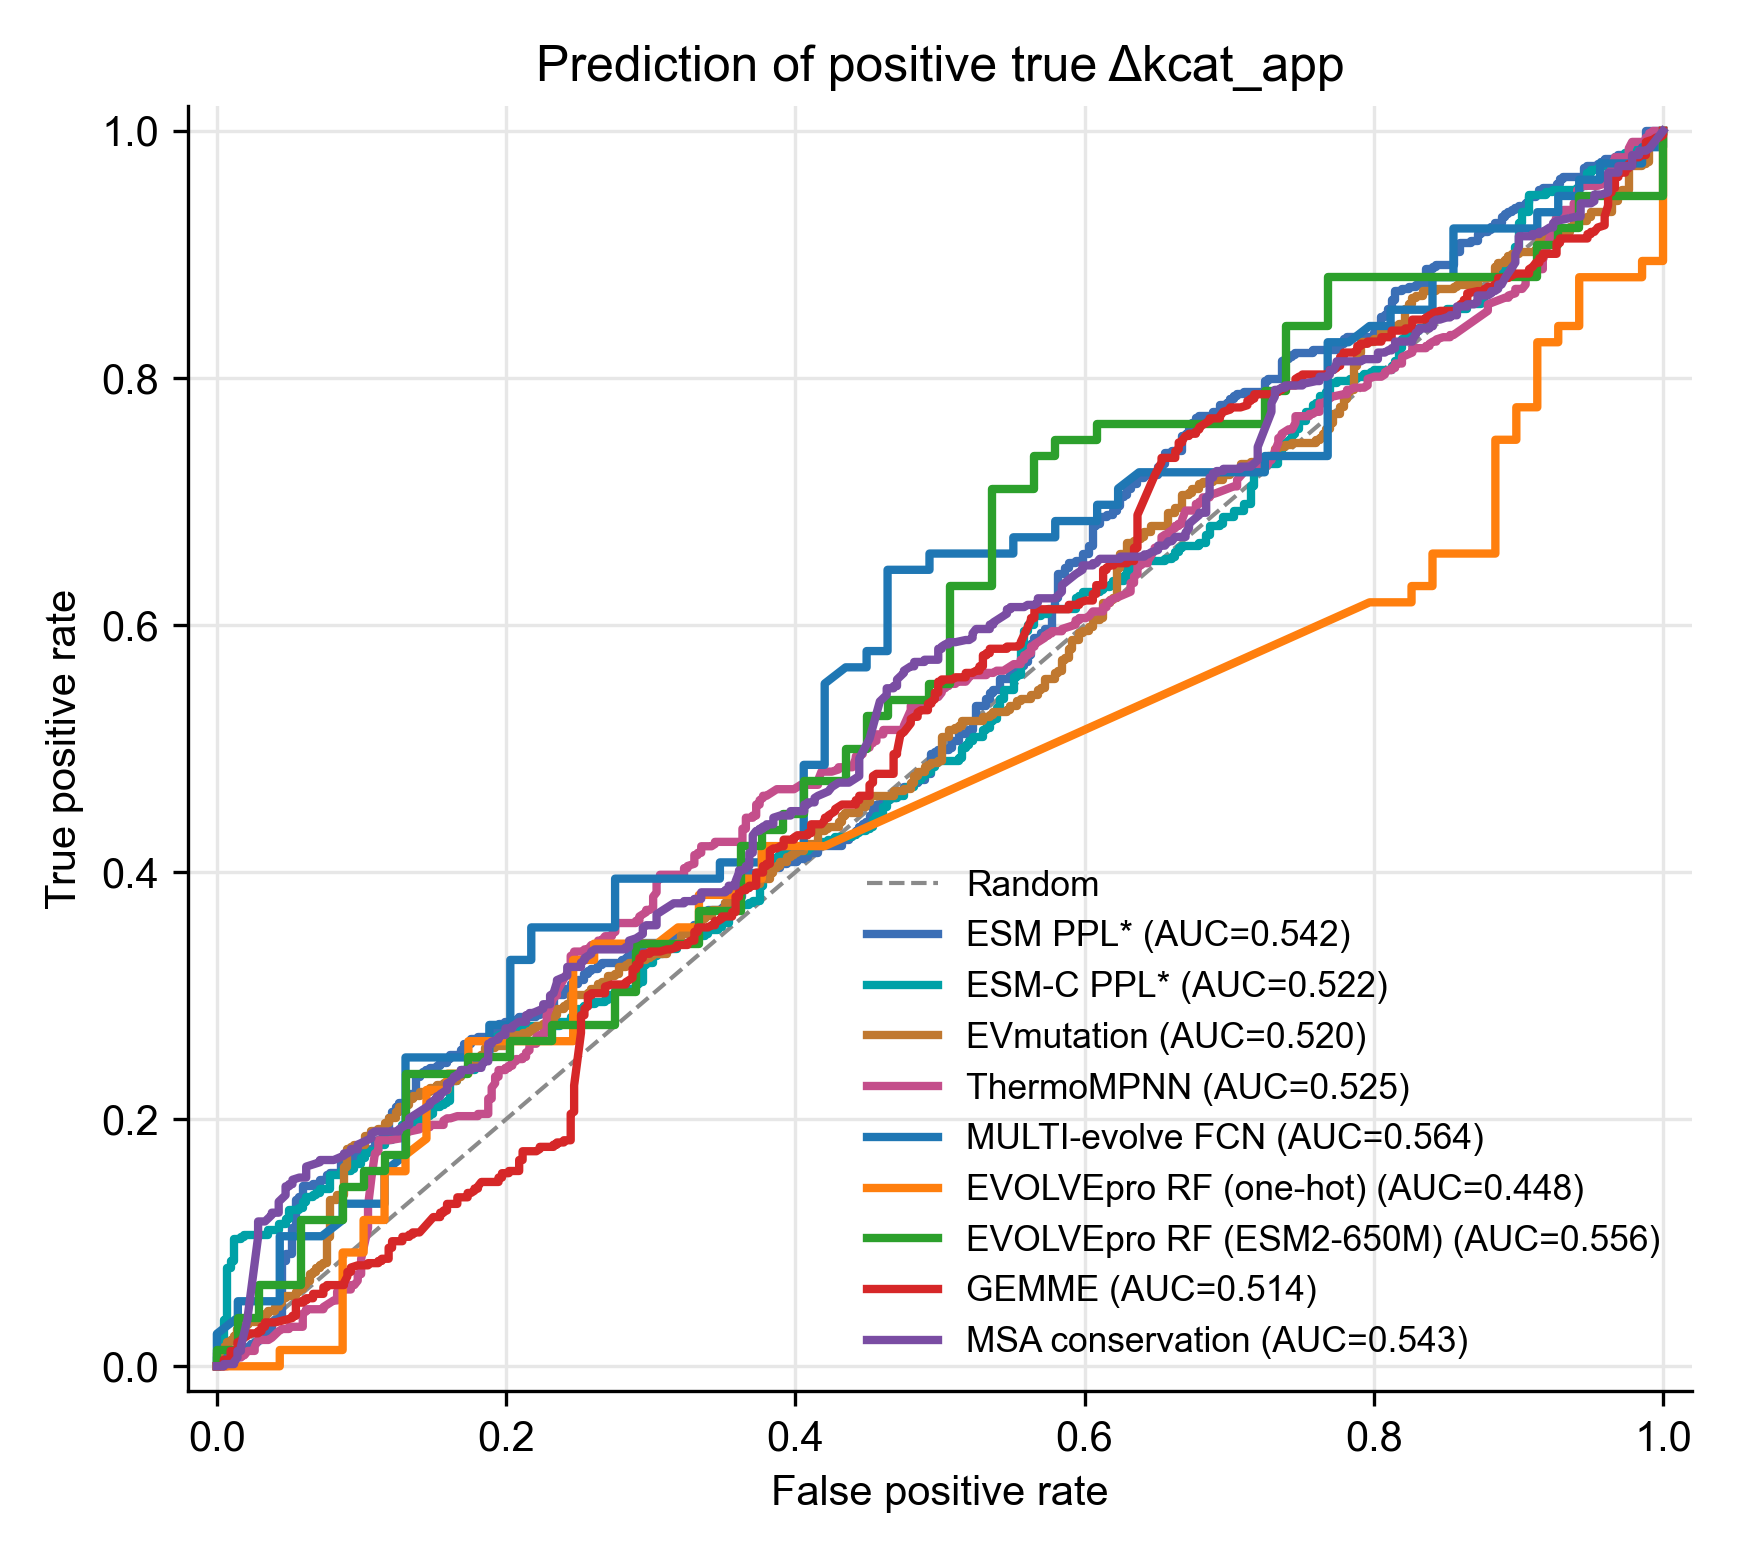 Prediction of positive true Δkcat_app
True positive rate
1.0
0.8
0.6
0.4
0.2
0.0
Random
ESM PPL* (AUC=0.542)
ESM-C PPL* (AUC=0.522)
EVmutation (AUC=0.520)
ThermoMPNN (AUC=0.525)
MULTI-evolve FCN (AUC=0.564)
EVOLVEpro RF (one-hot) (AUC=0.448)
EVOLVEpro RF (ESM2-650M) (AUC=0.556)
GEMME (AUC=0.514)
MSA conservation (AUC=0.543)
0.0 0.2 0.4 0.6 0.8 1.0
False positive rate